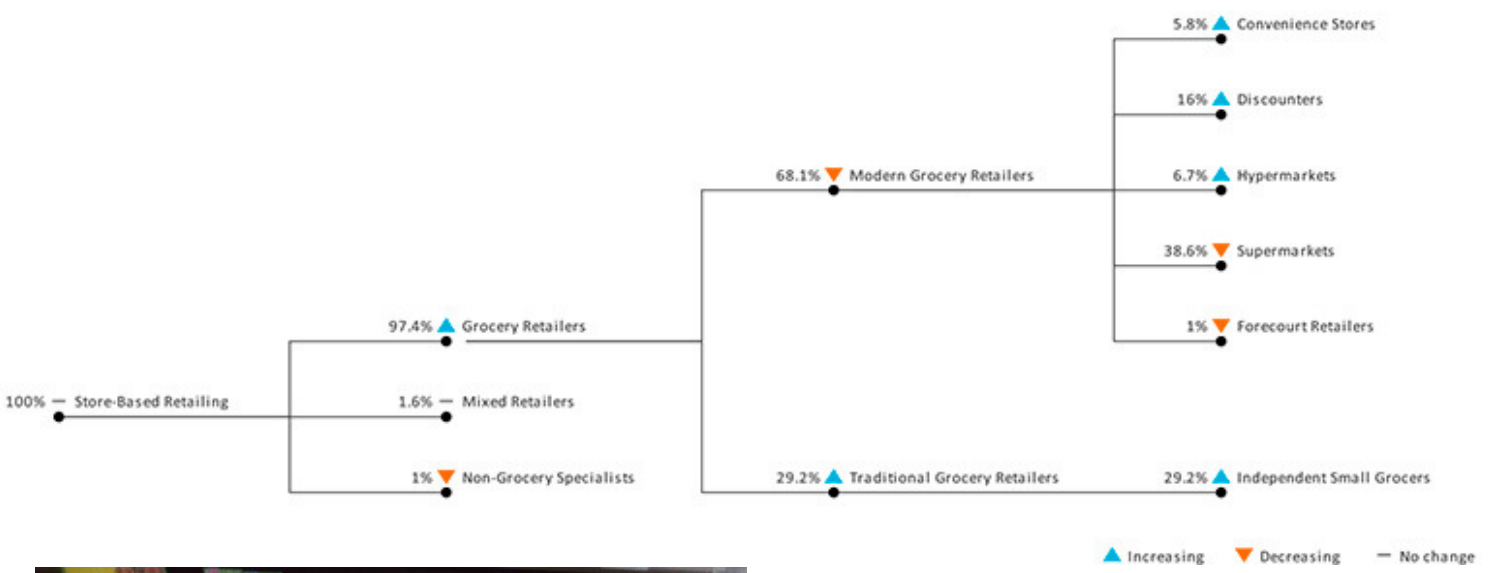 5.8% Convenience Stores
16% Discounters
68.1% Modern Grocery Retailers
6.7% Hypermarkets
38.6% Supermarkets
97.4% Grocery Retailers
1% Forecourt Retailers
100% — Store-Based Retailing
1.6% — Mixed Retailers
1% Non-Grocery Specialists
29.2% Traditional Grocery Retailers
29.2% Independent Small Grocers
Increasing
Decreasing
— No change